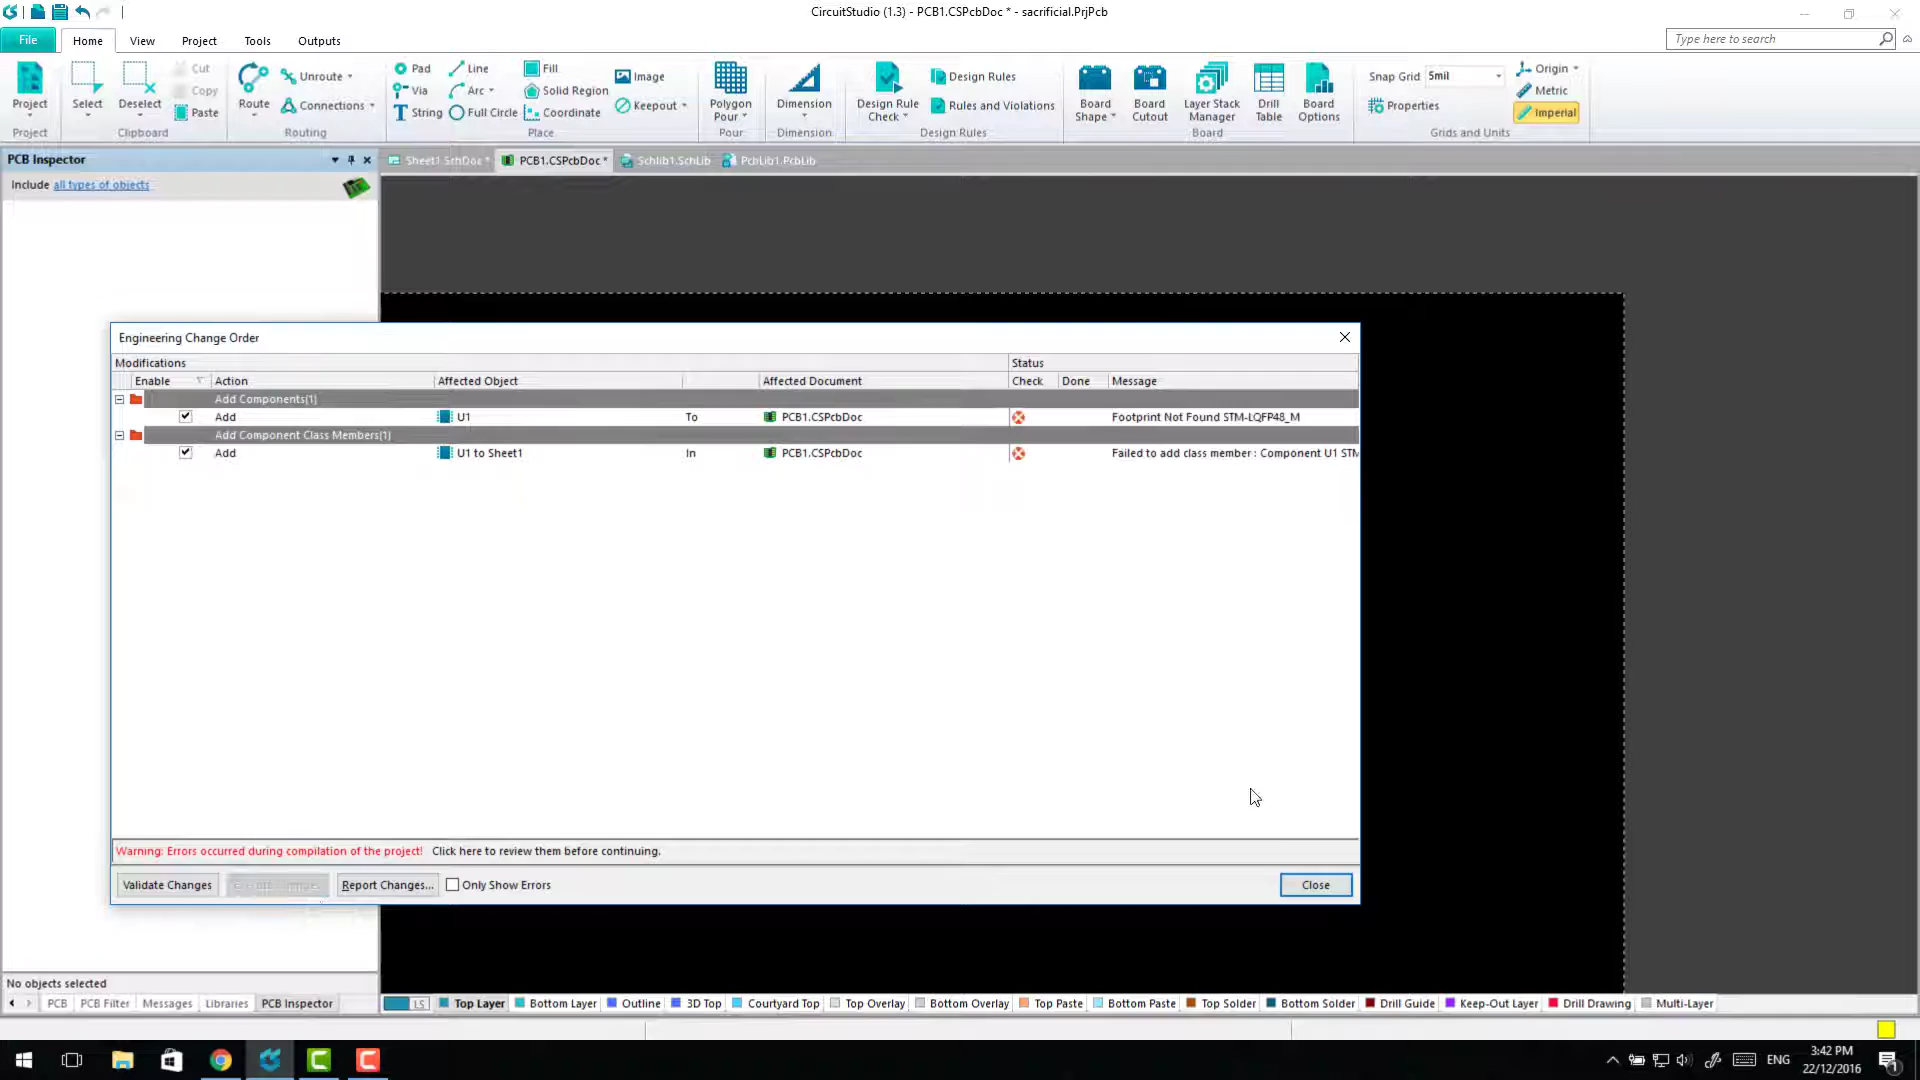 CircuitStudio (1.3) - PCB1.CSPcbDoc * - sacrificial.PrjPcb
File Home View Project Tools Outputs
Type here to search
Project
Project
Select
Deselect
Cut
Copy
Paste
Clipboard
Route
Unroute
Connections
Routing
Pad
Via
String
Line
Arc
Full Circle
Fill
Solid Region
Coordinate
Image
Keepout
Place
Polygon
Pour
Pour
Dimension
Dimension
Design Rule
Check
Design Rules
Rules and Violations
Design Rules
Board
Shape
Board
Cutout
Layer Stack
Manager
Drill
Table
Board
Options
Board
Snap Grid 5mil
Properties
Origin
Metric
Imperial
Grids and Units
PCB Inspector
Sheet1.SchDoc *
PCB1.CSPcbDoc *
Schlib1.SchLib
PcbLib1.PcbLib
Include all types of objects
Engineering Change Order
Modifications Status
Enable Action Affected Object Affected Document Check Done Message
Add Components(1)
Add U1 To PCB1.CSPcbDoc Footprint Not Found STM-LQFP48_M
Add Component Class Members(1)
Add U1 to Sheet1 In PCB1.CSPcbDoc Failed to add class member : Component U1 STM
Warning: Errors occurred during compilation of the project! Click here to review them before continuing.
Validate Changes Report Changes... Only Show Errors Close
No objects selected
PCB PCB Filter Messages Libraries PCB Inspector
LS Top Layer Bottom Layer Outline 3D Top Courtyard Top Top Overlay Bottom Overlay Top Paste Bottom Paste Top Solder Bottom Solder Drill Guide Keep-Out Layer Drill Drawing Multi-Layer
ENG
3:42 PM
22/12/2016
1